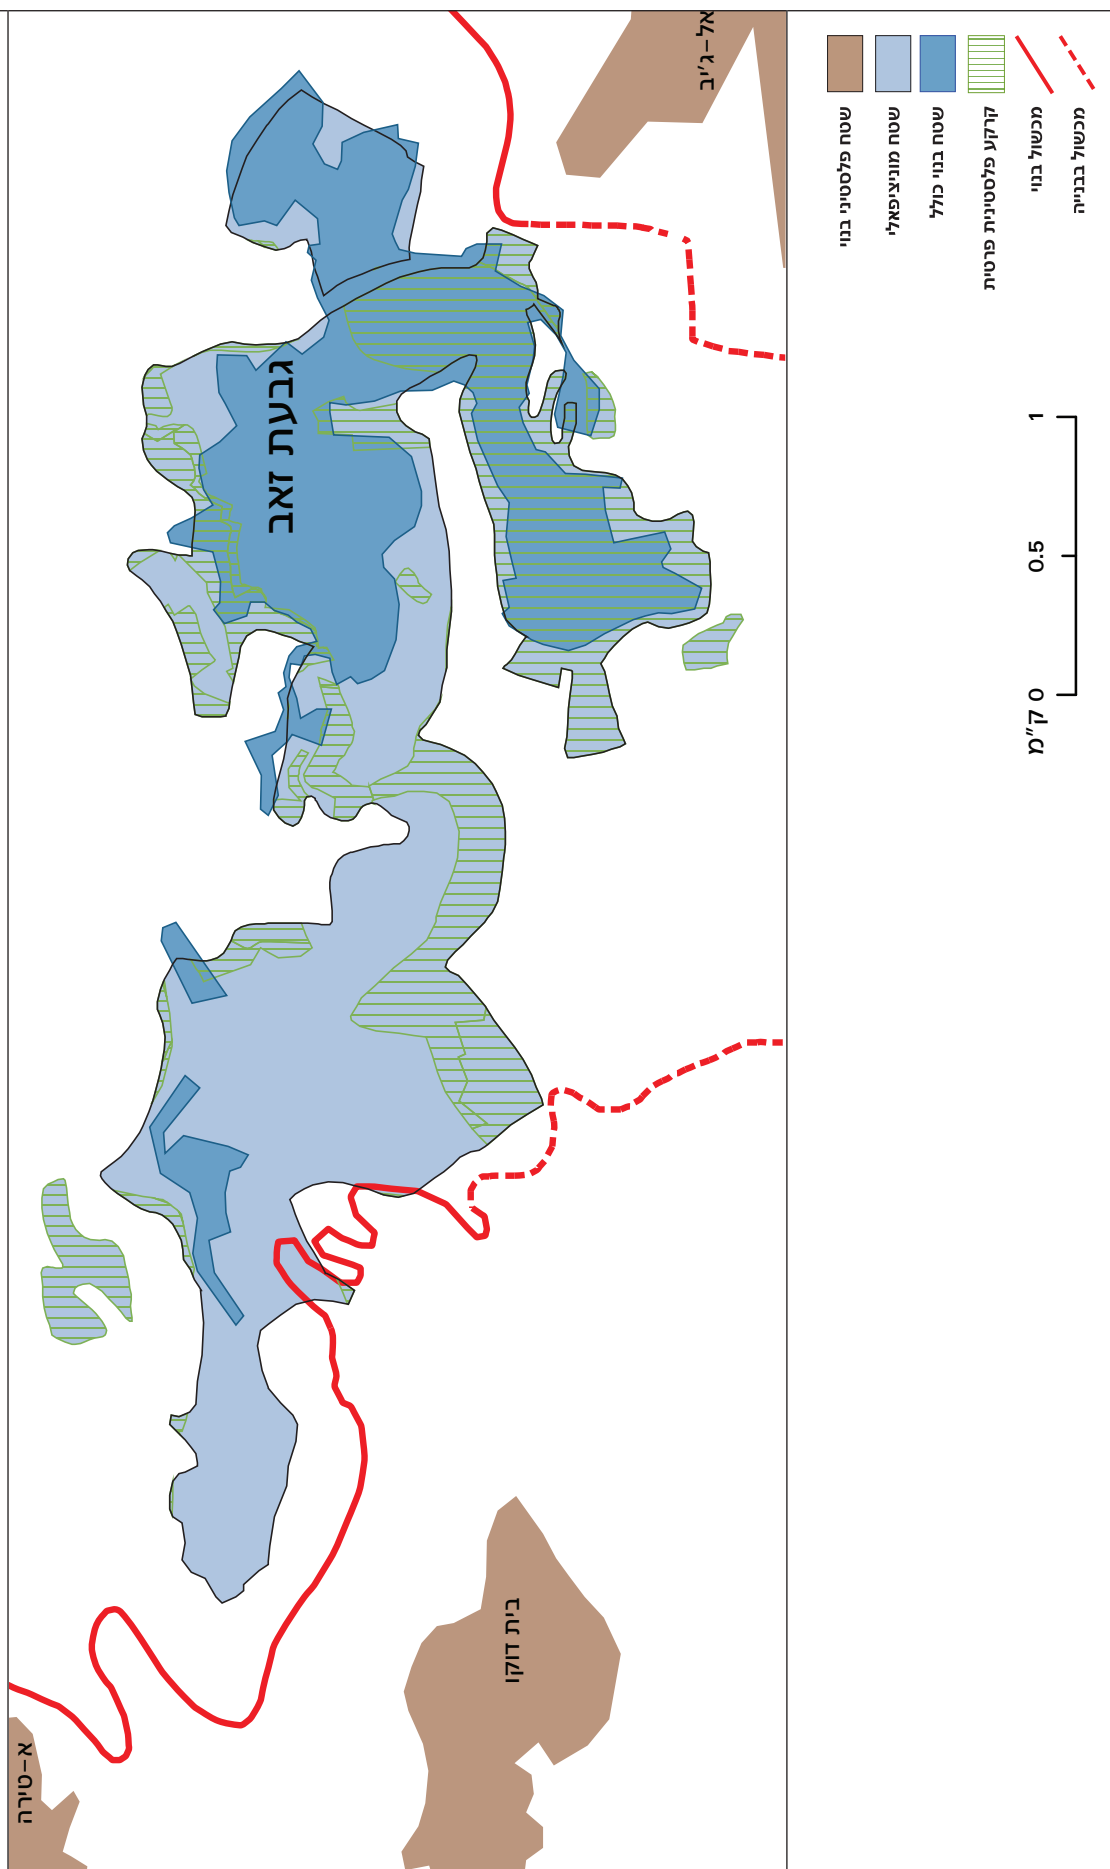 אל-ג'יב
גבעת זאב
בית דוקו
א-טירה
מכשול בבנייה
מכשול בנוי
קרקע פלסטינית פרטית
שטח בנוי כולל
שטח מוניציפאלי
שטח פלסטיני בנוי
1
0.5
0
ק"מ